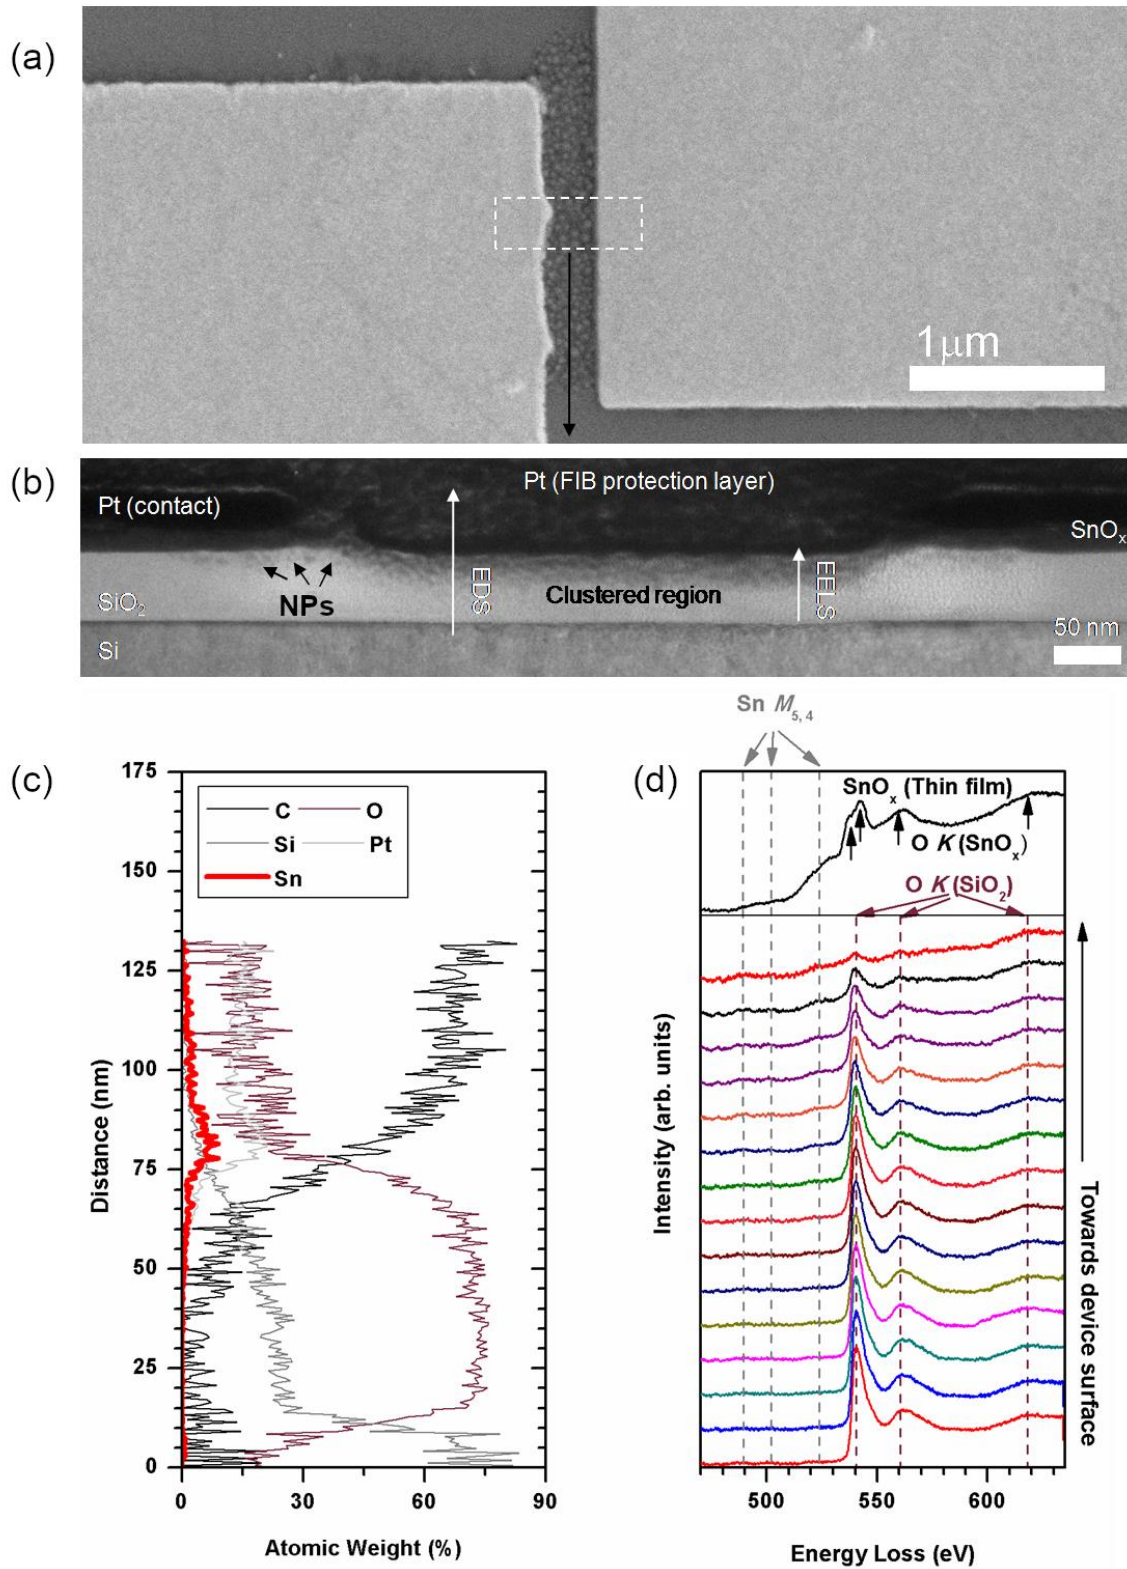 (a)
1μm
(b)
Pt (FIB protection layer)
Pt (contact)
SnOₓ
EDS
EELS
NPs
Clustered region
SiO₂
50 nm
Si
Sn M₅,₄
(c)
175
C O
Si Pt
Sn
150
125
100
75
50
25
0
Distance (nm)
0 30 60 90
Atomic Weight (%)
(d)
SnOₓ (Thin film)
O K (SnOₓ)
O K (SiO₂)
Intensity (arb. units)
Towards device surface
500 550 600
Energy Loss (eV)